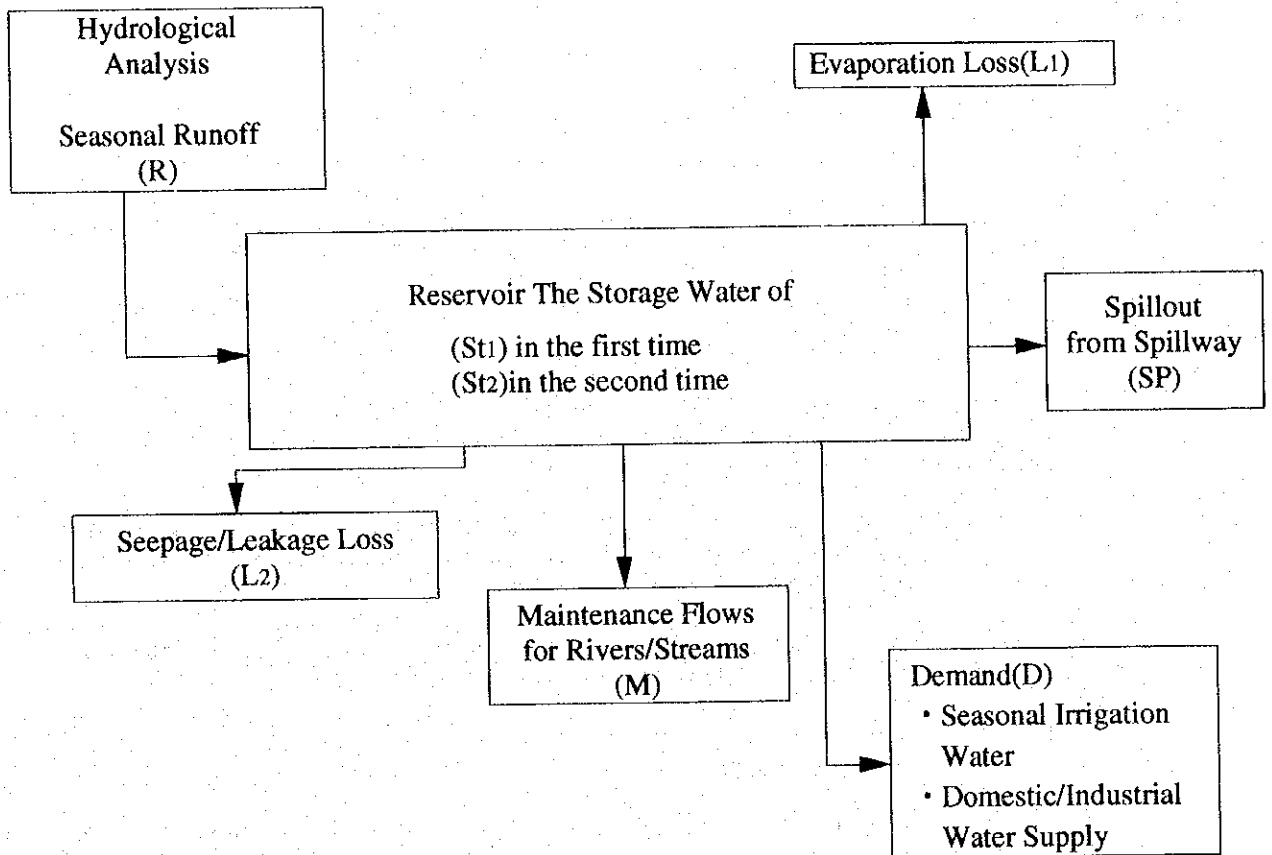 Hydrological
Analysis
Seasonal Runoff
(R)
Evaporation Loss(L1)
Reservoir The Storage Water of
(St1) in the first time
(St2)in the second time
Spillout
from Spillway
(SP)
Seepage/Leakage Loss
(L2)
Maintenance Flows
for Rivers/Streams
(M)
Demand(D)
・Seasonal Irrigation
Water
・Domestic/Industrial
Water Supply